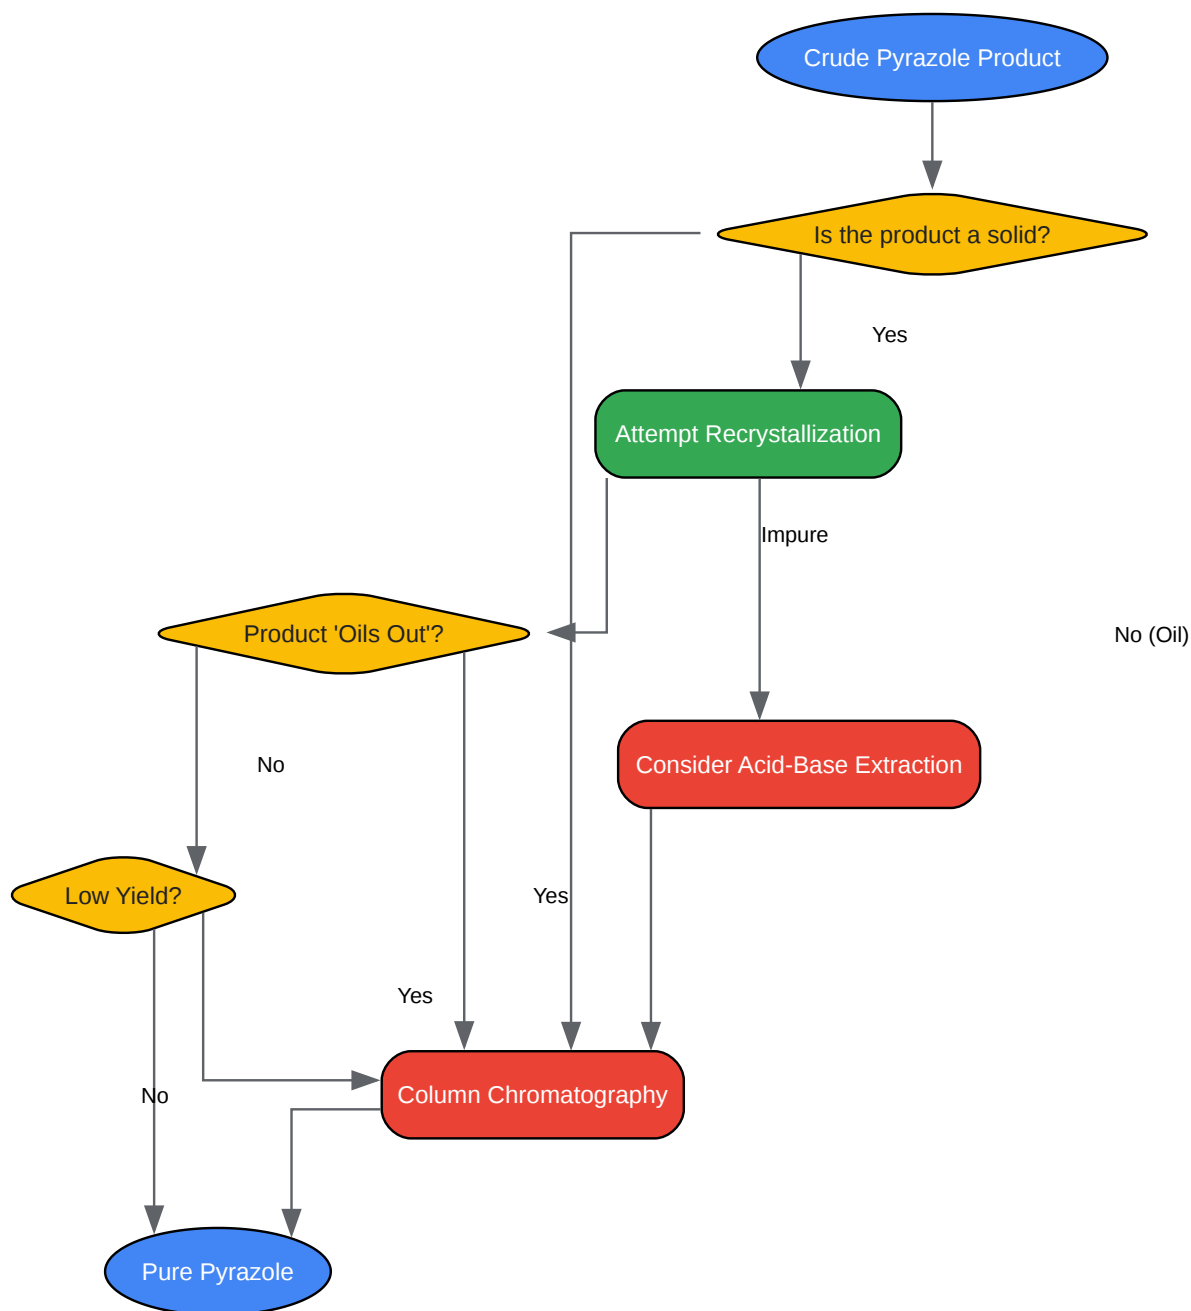 Crude Pyrazole Product
Is the product a solid?
Yes
Attempt Recrystallization
Impure
Product 'Oils Out'?
No (Oil)
No
Consider Acid-Base Extraction
Low Yield?
Yes
Yes
Column Chromatography
No
Pure Pyrazole